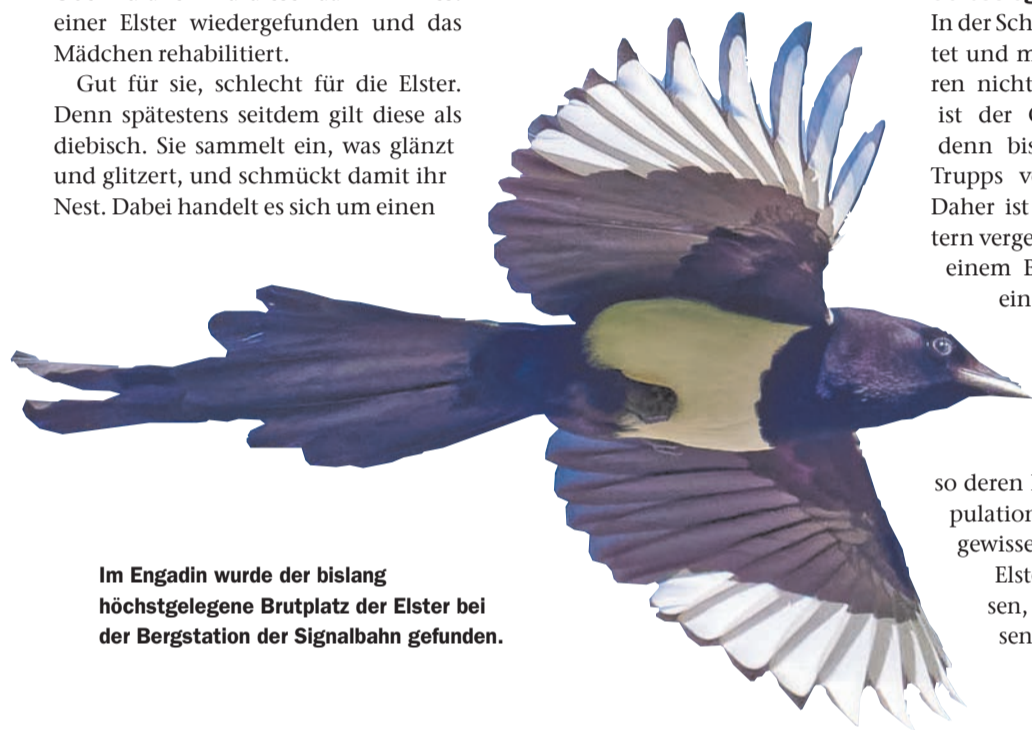 einer Elster wiedergefunden und das
Mädchen rehabilitiert.
Gut für sie, schlecht für die Elster.
Denn spätestens seitdem gilt diese als
diebisch. Sie sammelt ein, was glänzt
und glitzert, und schmückt damit ihr
Nest. Dabei handelt es sich um einen
Im Engadin wurde der bislang
höchstgelegene Brutplatz der Elster bei
der Bergstation der Signalbahn gefunden.
In der Sch
tet und m
ren nicht
ist der
denn bis
Trupps v
Daher ist
tern verge
einem
ein
so deren
pulation
gewisse
Elst
sen,
sen